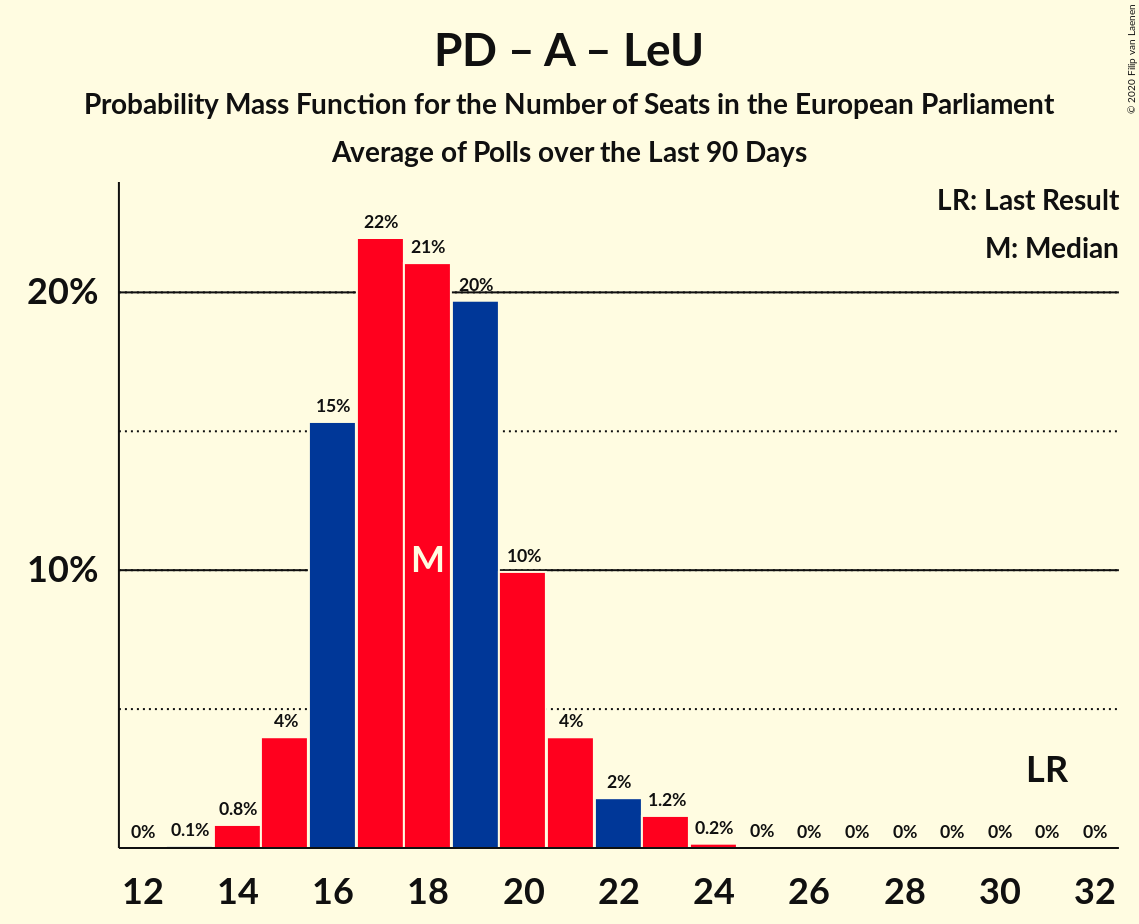 PD – A – LeU
Probability Mass Function for the Number of Seats in the European Parliament
Average of Polls over the Last 90 Days
© 2020 Filip van Laenen
LR: Last Result
M: Median
20%
10%
0%
0.1%
0.8%
4%
15%
22%
21%
20%
10%
4%
2%
1.2%
0.2%
0%
0%
0%
0%
0%
0%
0%
0%
M
LR
12 14 16 18 20 22 24 26 28 30 32